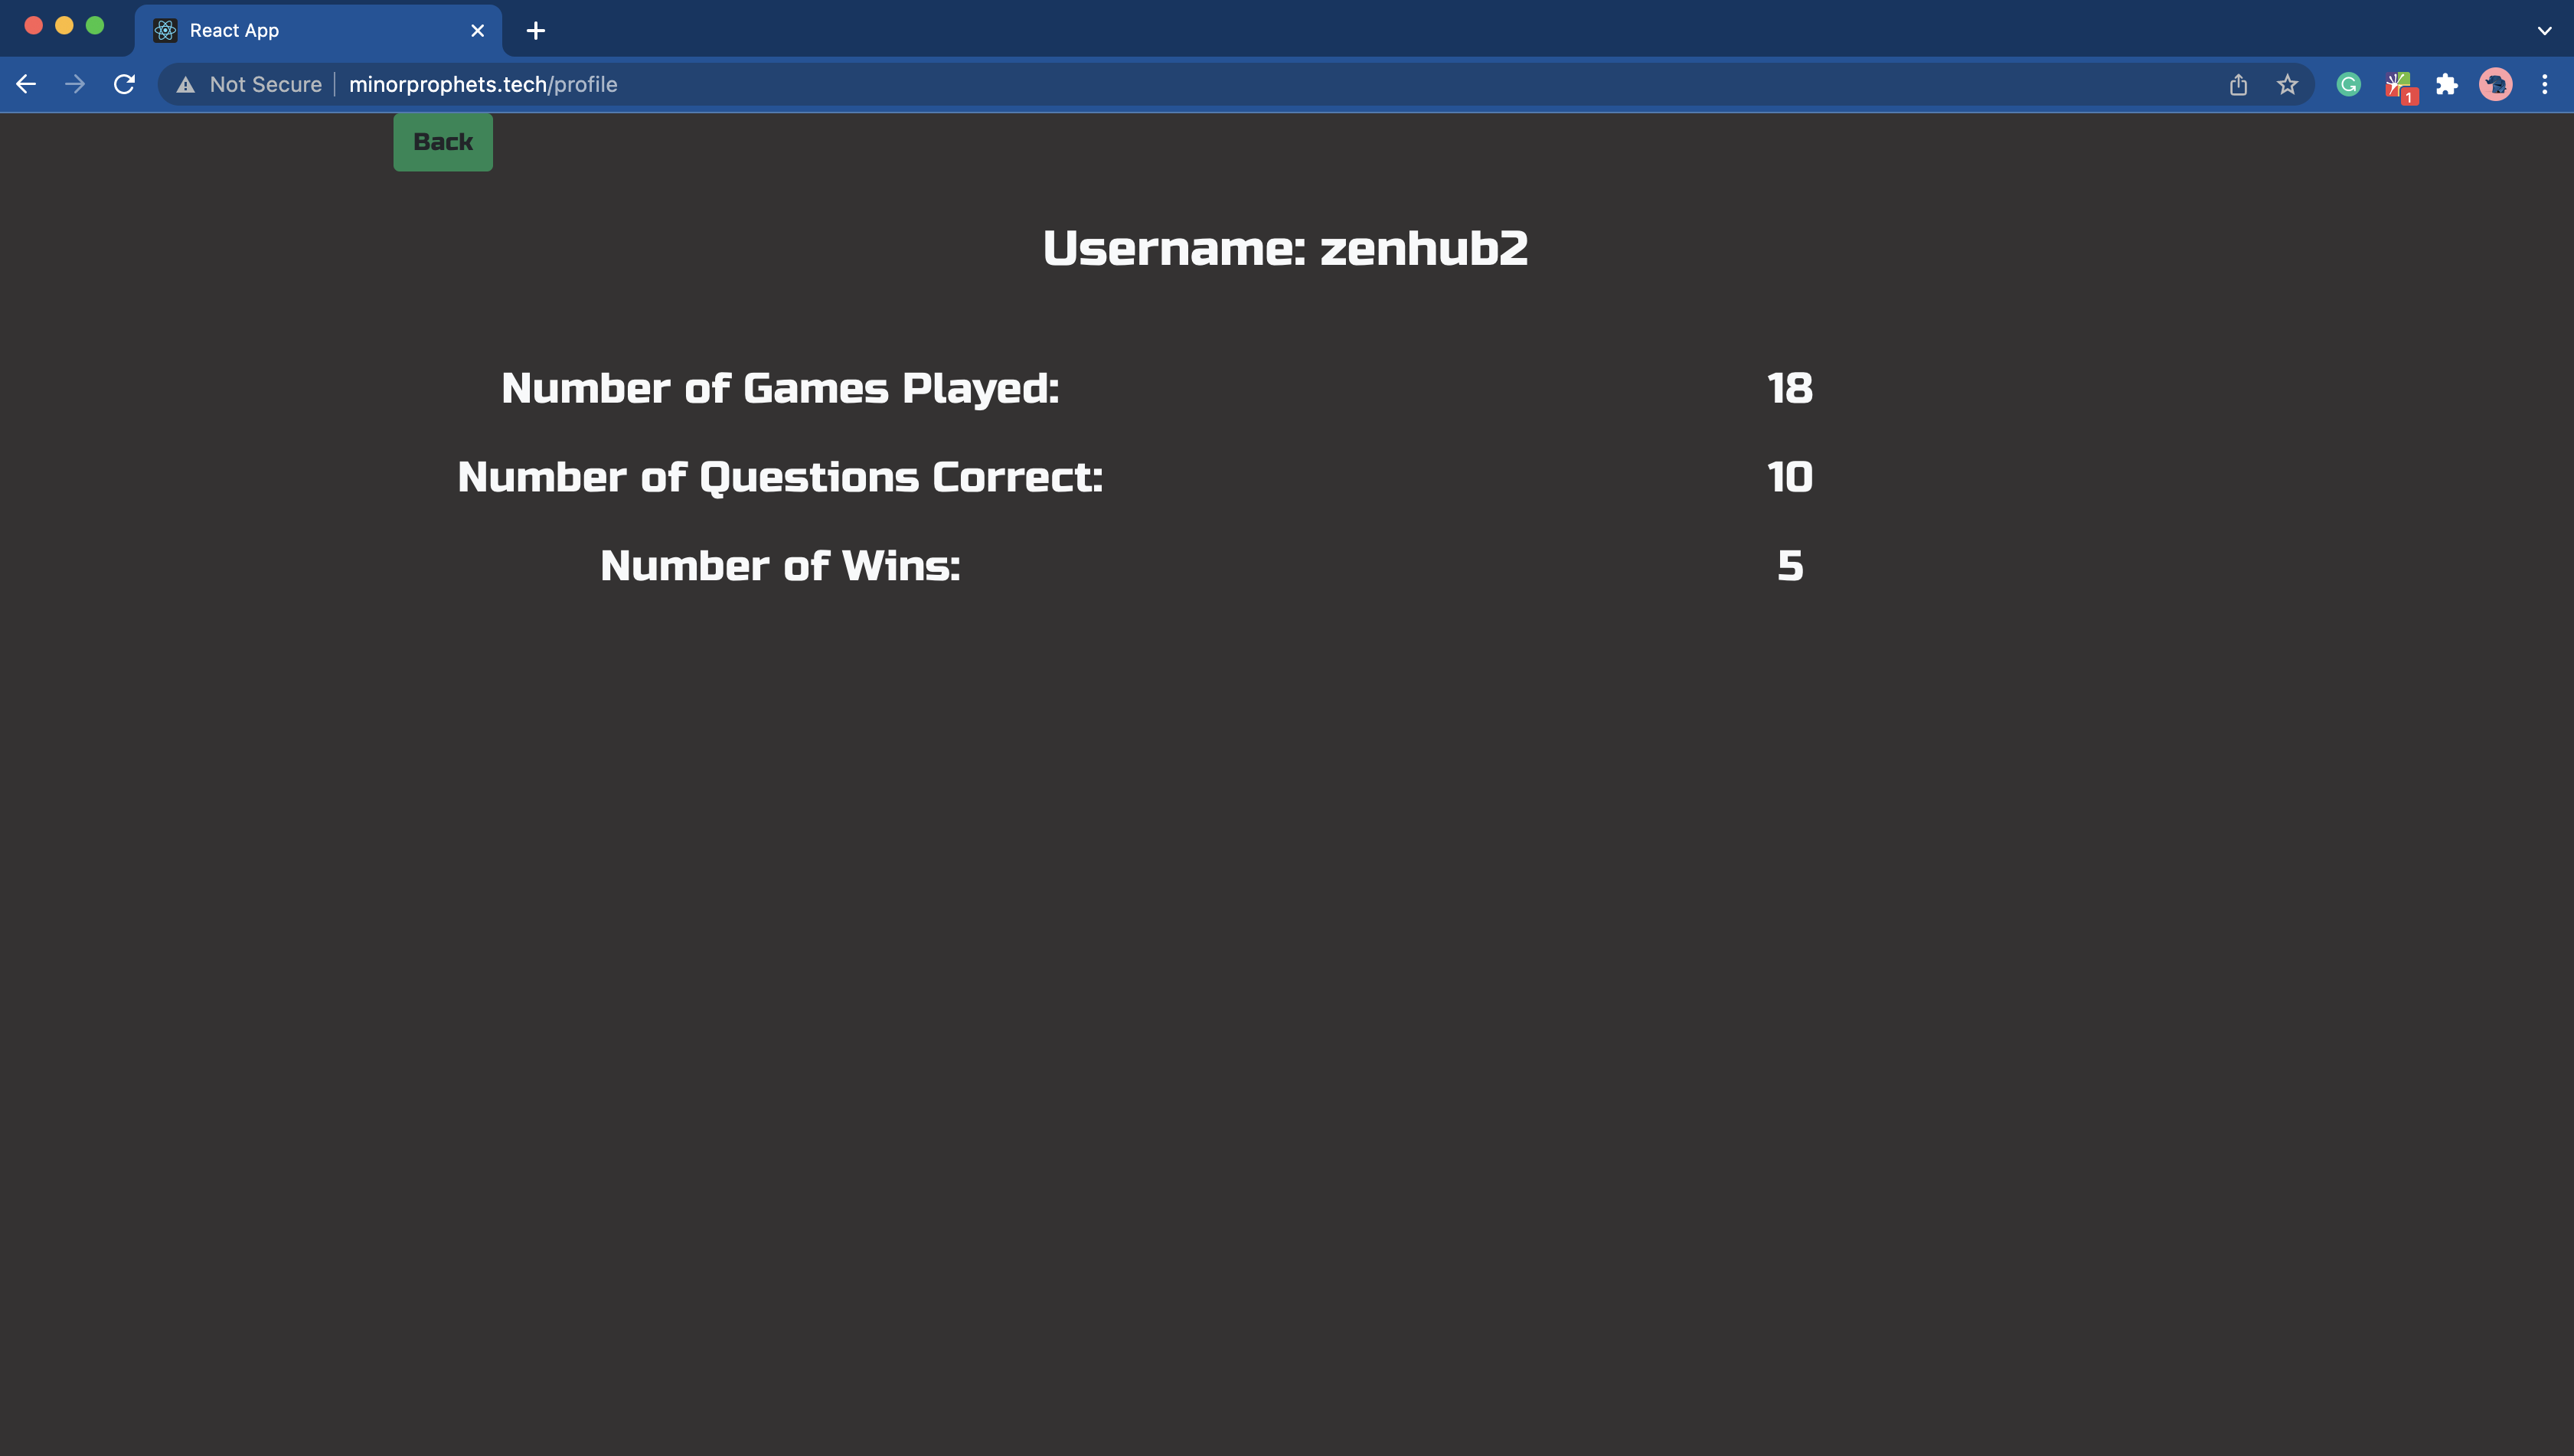 React App
Not Secure minorprophets.tech/profile
1
Back
Username: zenhub2
Number of Games Played: 18
Number of Questions Correct: 10
Number of Wins: 5